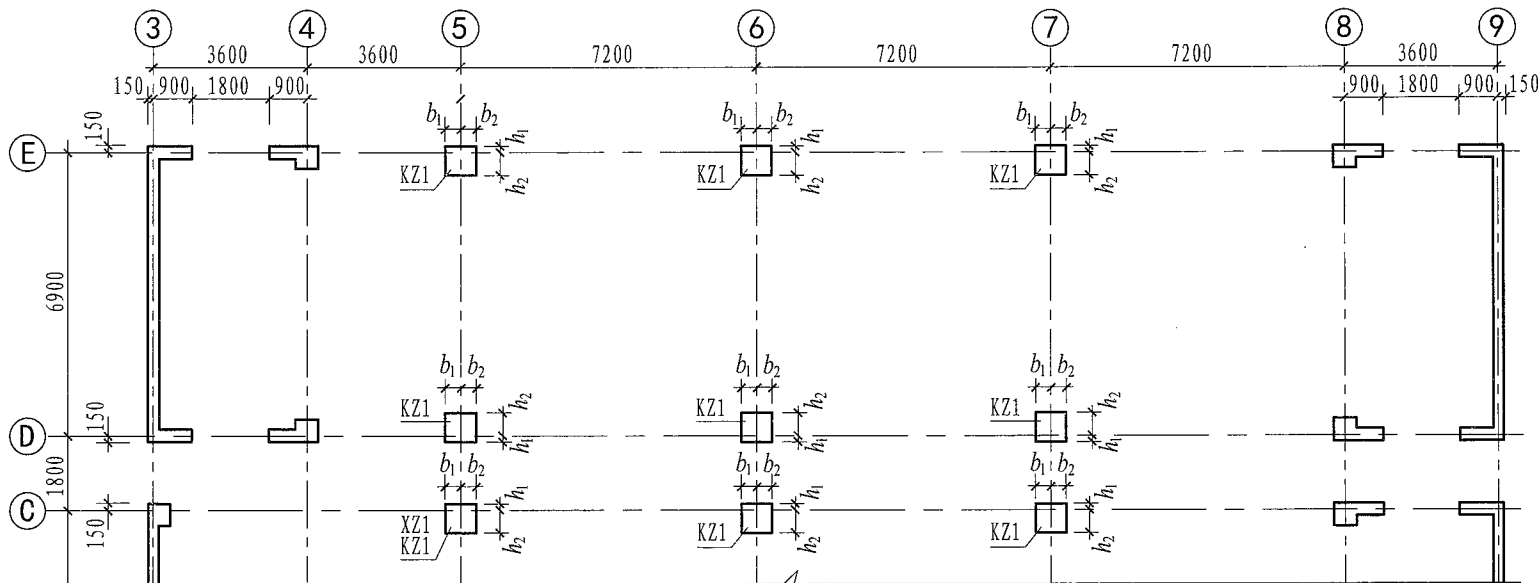 3 4 5 6 7 8 9
3600 3600 7200 7200 7200 3600
150 900 1800 900 900 1800 900 150
b₁ b₂ b₁ b₂ b₁ b₂
150 h₁ h₁ h₁
E
KZ1 KZ1 KZ1
h₂ h₂ h₂
6900
b₁ b₂ b₁ b₂ b₁ b₂
KZ1 h₂ KZ1 h₂ KZ1 h₂
150
D
h₁ h₁ h₁
1800
b₁ b₂ b₁ b₂ b₁ b₂
h₁ h₁ h₁
C
150
XZ1
KZ1 h₂ KZ1 h₂ KZ1 h₂